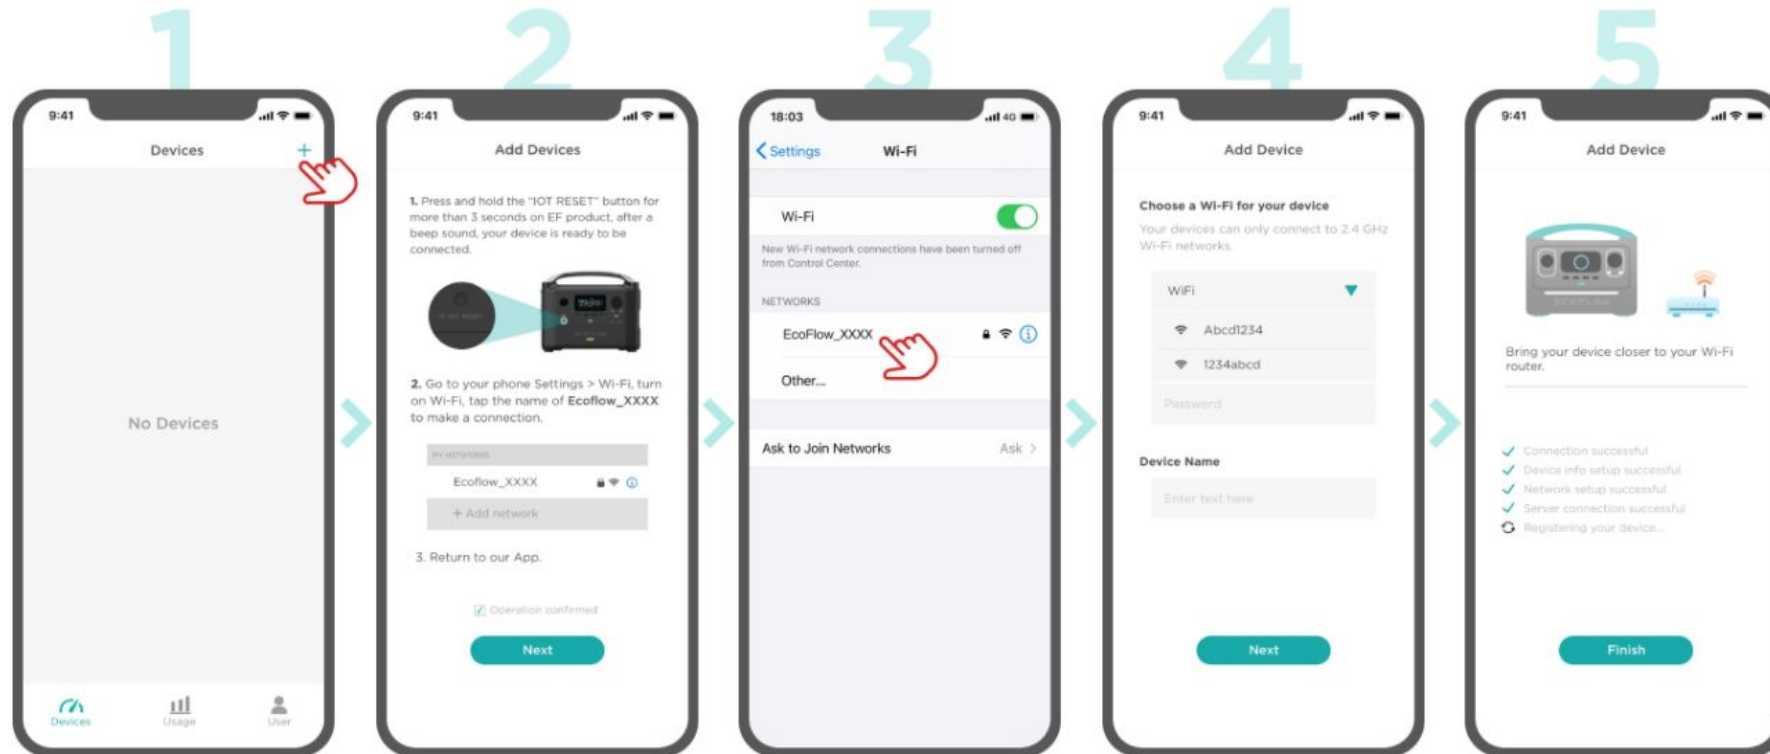 1
9:41
Devices
+
No Devices
Devices
Usage
User
2
9:41
Add Devices
1. Press and hold the "IOT RESET" button for
more than 3 seconds on EF product, after a
beep sound, your device is ready to be
connected.
IOT RESET
ECOFLOW
2. Go to your phone Settings > Wi-Fi, turn
on Wi-Fi, tap the name of Ecoflow_XXXX
to make a connection.
MY NETWORKS
Ecoflow_XXXX
+ Add network
3. Return to our App.
Operation confirmed
Next
3
18:03
4G
Settings
Wi-Fi
Wi-Fi
New Wi-Fi network connections have been turned off
from Control Center.
NETWORKS
EcoFlow_XXXX
Other...
Ask to Join Networks
Ask >
4
9:41
Add Device
Choose a Wi-Fi for your device
Your devices can only connect to 2.4 GHz
Wi-Fi networks.
WiFi
Abcd1234
1234abcd
Password
Device Name
Enter text here
Next
5
9:41
Add Device
ECOFLOW
Bring your device closer to your Wi-Fi
router.
Connection successful
Device info setup successful
Network setup successful
Server connection successful
Registering your device...
Finish